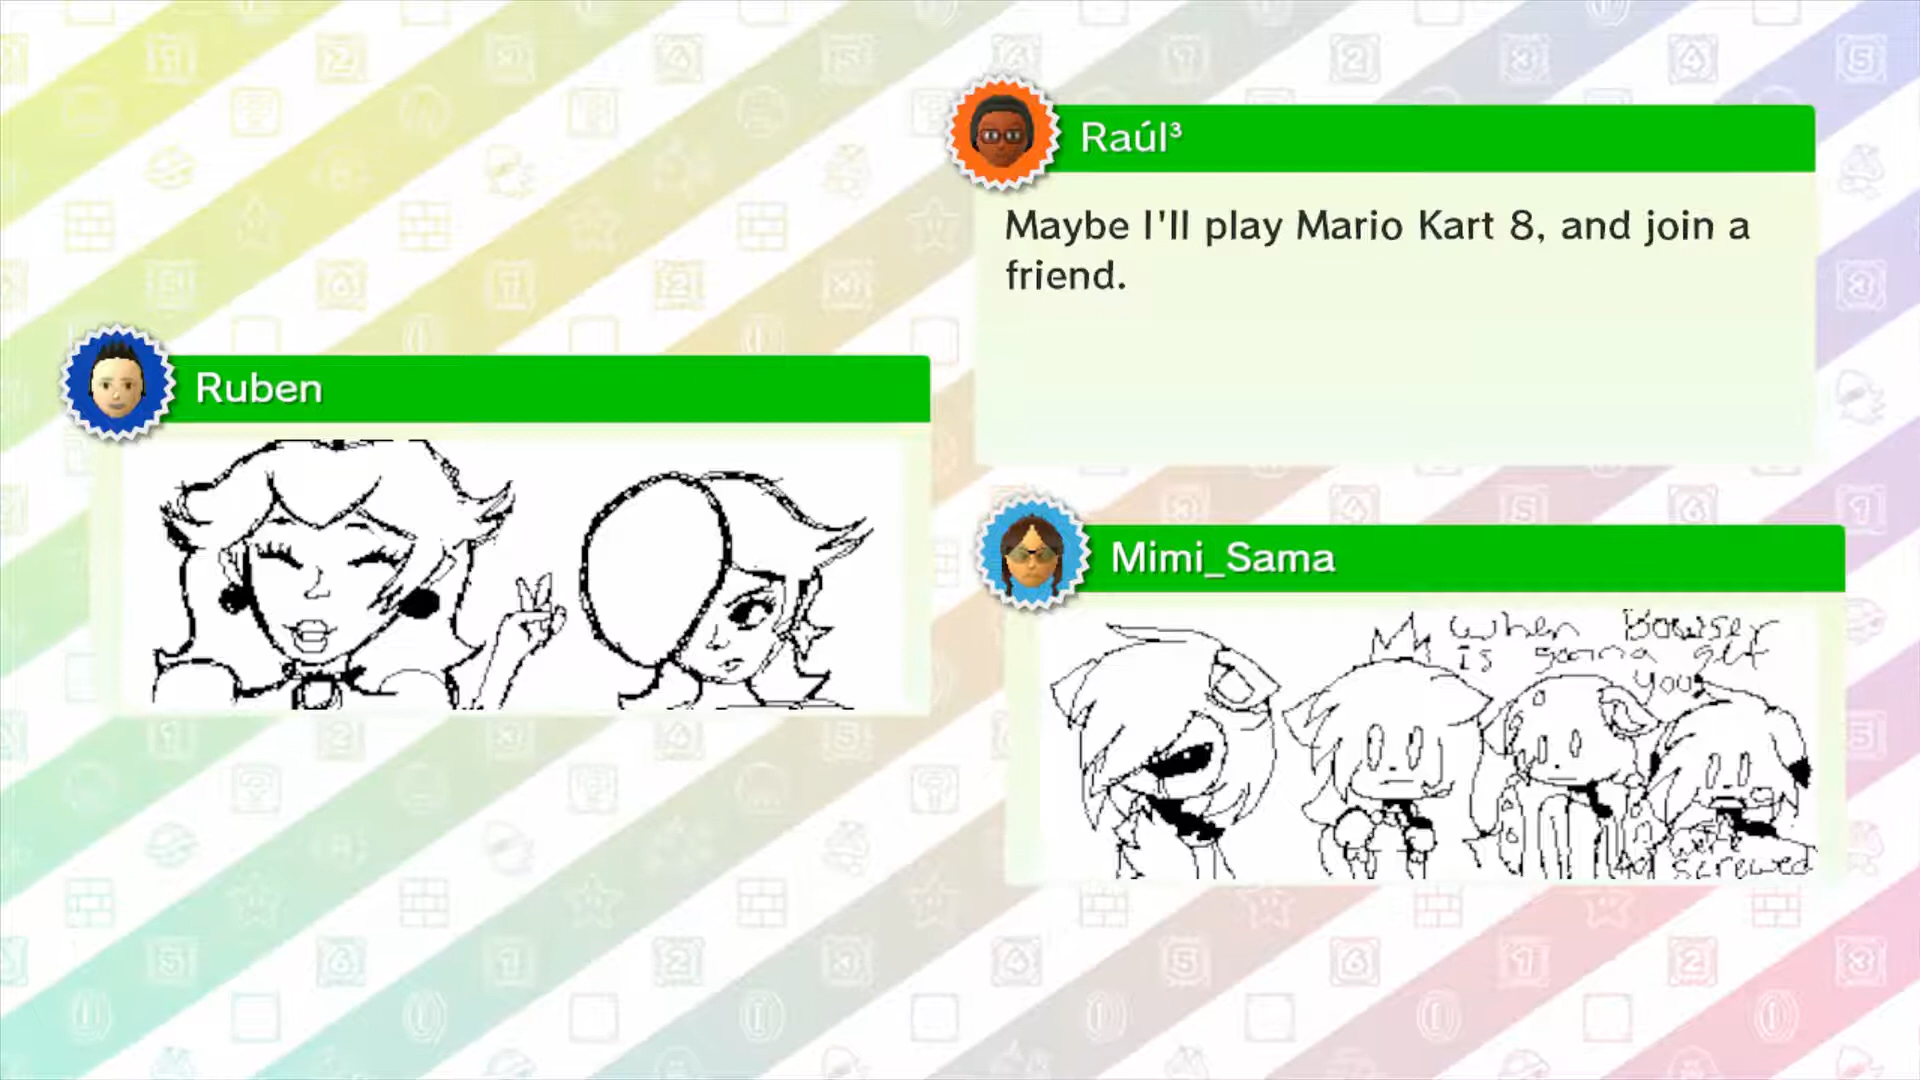 Raúl³
Maybe I'll play Mario Kart 8, and join a
friend.
Ruben
Mimi_Sama
when Bowser
is gonna get
you:
we're
screwed